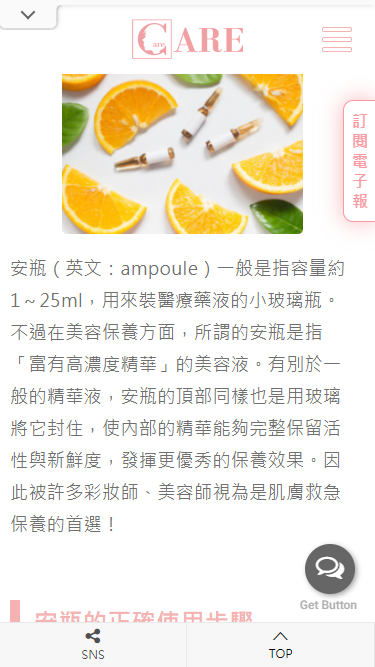 Care
CARE
訂閱電子報
安瓶（英文：ampoule）一般是指容量約
1~25ml，用來裝醫療藥液的小玻璃瓶。
不過在美容保養方面，所謂的安瓶是指
「富有高濃度精華」的美容液。有別於一
般的精華液，安瓶的頂部同樣也是用玻璃
將它封住，使內部的精華能夠完整保留活
性與新鮮度，發揮更優秀的保養效果。因
此被許多彩妝師、美容師視為是肌膚救急
保養的首選！
Get Button
安瓶的正確使用步驟
SNS
TOP